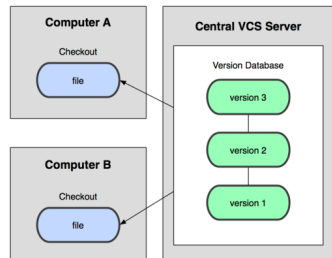 Computer A
Checkout
file
Computer B
Checkout
file
Central VCS Server
Version Database
version 3
version 2
version 1